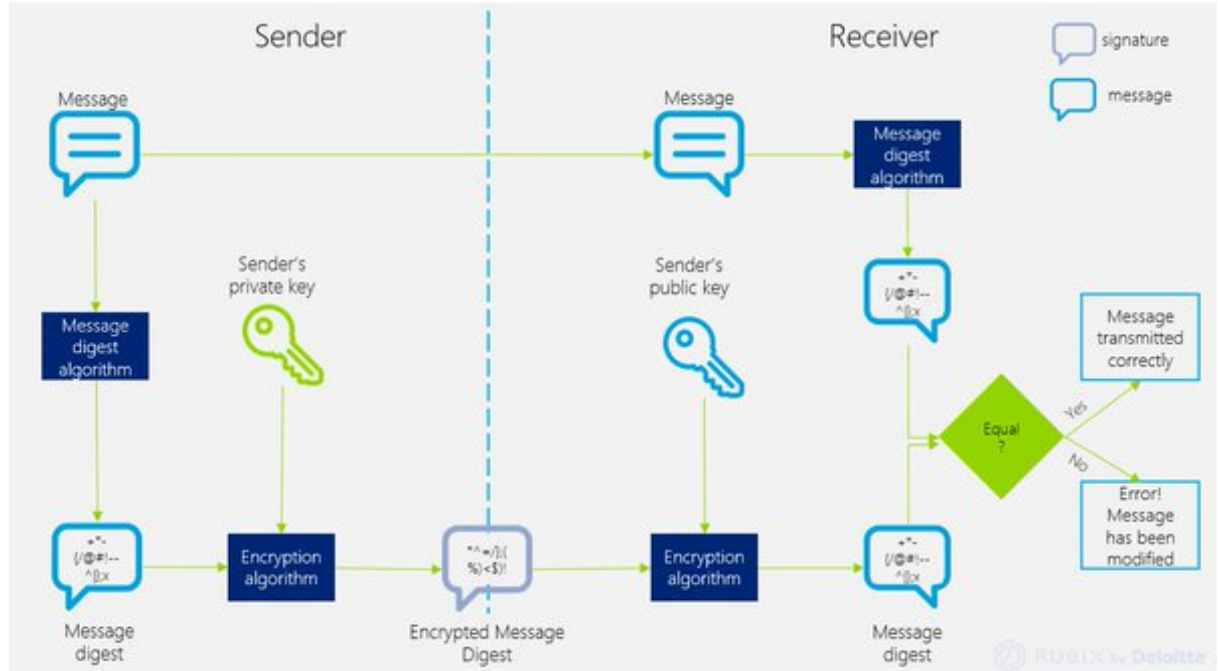 Sender
Receiver
signature
message
Message
Message
Message
digest
algorithm
Sender's
private key
Sender's
public key
+*-
(/@#!--
^[];x
Message
digest
algorithm
Message
transmitted
correctly
Equal
?
Yes
No
Error!
Message
has been
modified
+*-
(/@#!--
^[];x
Encryption
algorithm
*^=/];(
%)<$)!
Encryption
algorithm
+*-
(/@#!--
^[];x
Message
digest
Encrypted Message
Digest
Message
digest
RUBIX by Deloitte